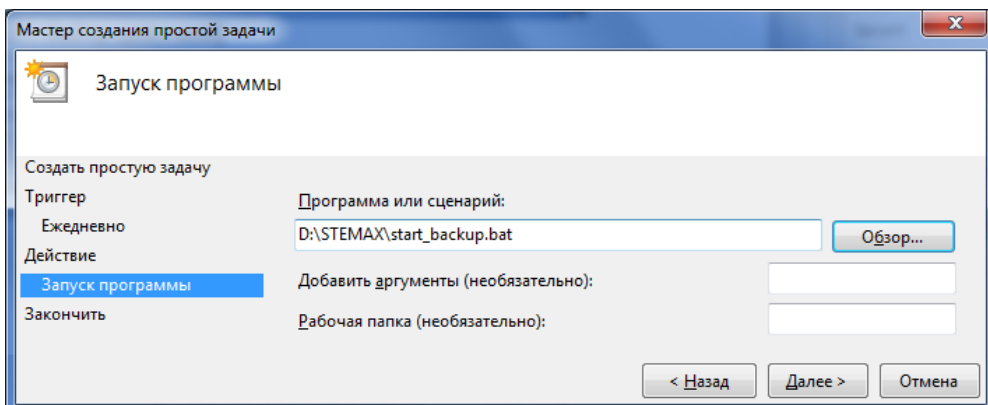 Мастер создания простой задачи
Запуск программы
Создать простую задачу
Триггер
Ежедневно
Действие
Запуск программы
Закончить
Программа или сценарий:
D:\STEMAX\start_backup.bat
Обзор...
Добавить аргументы (необязательно):
Рабочая папка (необязательно):
< Назад
Далее >
Отмена